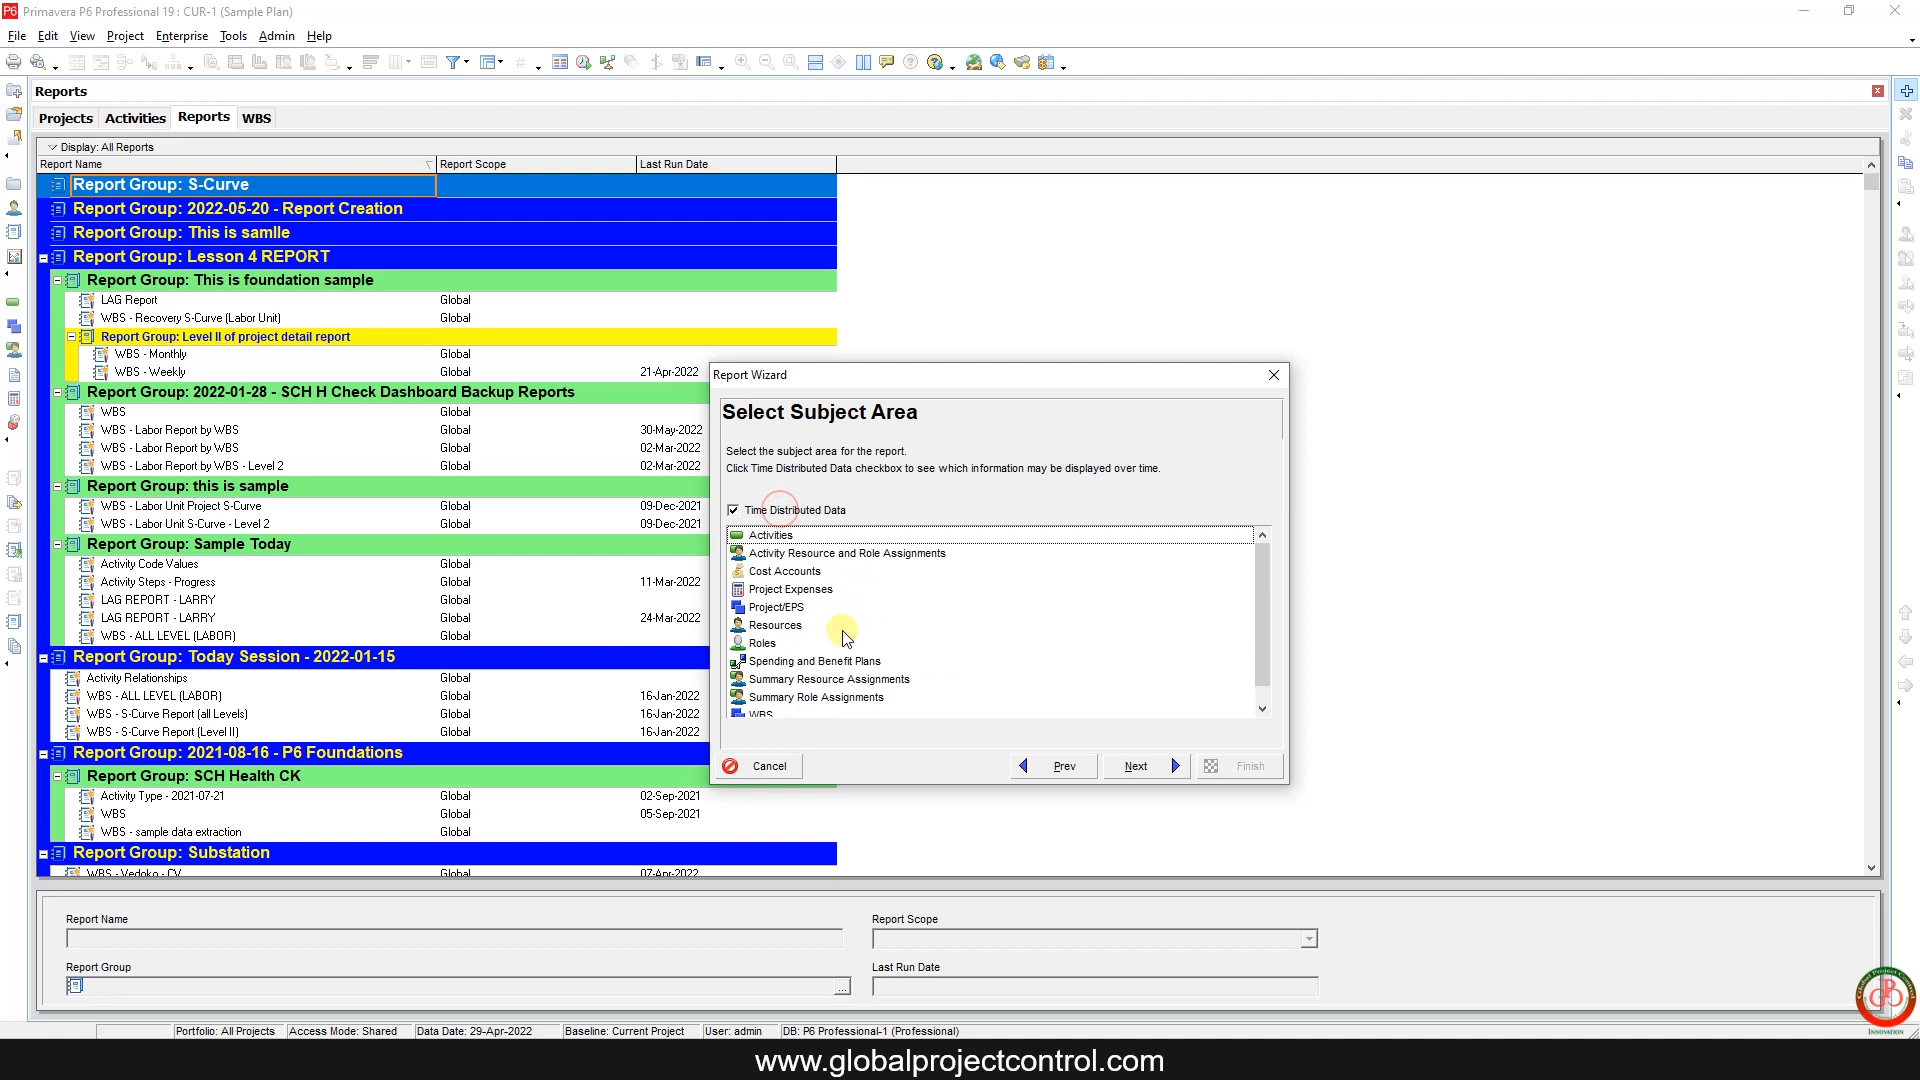 P6 Primavera P6 Professional 19 : CUR-1 (Sample Plan)
File Edit View Project Enterprise Tools Admin Help
Reports
Projects Activities Reports WBS
Display: All Reports
Report Name Report Scope Last Run Date
Report Group: S-Curve
Report Group: 2022-05-20 - Report Creation
Report Group: This is samlle
Report Group: Lesson 4 REPORT
Report Group: This is foundation sample
LAG Report Global
WBS - Recovery S-Curve (Labor Unit) Global
Report Group: Level II of project detail report
WBS - Monthly Global
WBS - Weekly Global 21-Apr-2022
Report Group: 2022-01-28 - SCH H Check Dashboard Backup Reports
WBS Global
WBS - Labor Report by WBS Global 30-May-2022
WBS - Labor Report by WBS Global 02-Mar-2022
WBS - Labor Report by WBS - Level 2 Global 02-Mar-2022
Report Group: this is sample
WBS - Labor Unit Project S-Curve Global 09-Dec-2021
WBS - Labor Unit S-Curve - Level 2 Global 09-Dec-2021
Report Group: Sample Today
Activity Code Values Global
Activity Steps - Progress Global 11-Mar-2022
LAG REPORT - LARRY Global
LAG REPORT - LARRY Global 24-Mar-2022
WBS - ALL LEVEL (LABOR) Global
Report Group: Today Session - 2022-01-15
Activity Relationships Global
WBS - ALL LEVEL (LABOR) Global 16-Jan-2022
WBS - S-Curve Report (all Levels) Global 16-Jan-2022
WBS - S-Curve Report (Level II) Global 16-Jan-2022
Report Group: 2021-08-16 - P6 Foundations
Report Group: SCH Health CK
Activity Type - 2021-07-21 Global 02-Sep-2021
WBS Global 05-Sep-2021
WBS - sample data extraction Global
Report Group: Substation
WBS - Vedoko - CV Global 07-Apr-2022
Report Wizard
Select Subject Area
Select the subject area for the report.
Click Time Distributed Data checkbox to see which information may be displayed over time.
Time Distributed Data
Activities
Activity Resource and Role Assignments
Cost Accounts
Project Expenses
Project/EPS
Resources
Roles
Spending and Benefit Plans
Summary Resource Assignments
Summary Role Assignments
WBS
Cancel Prev Next Finish
Report Name Report Scope
Report Group Last Run Date
...
GPC
INNOVATION
Portfolio: All Projects Access Mode: Shared Data Date: 29-Apr-2022 Baseline: Current Project User: admin DB: P6 Professional-1 (Professional)
www.globalprojectcontrol.com